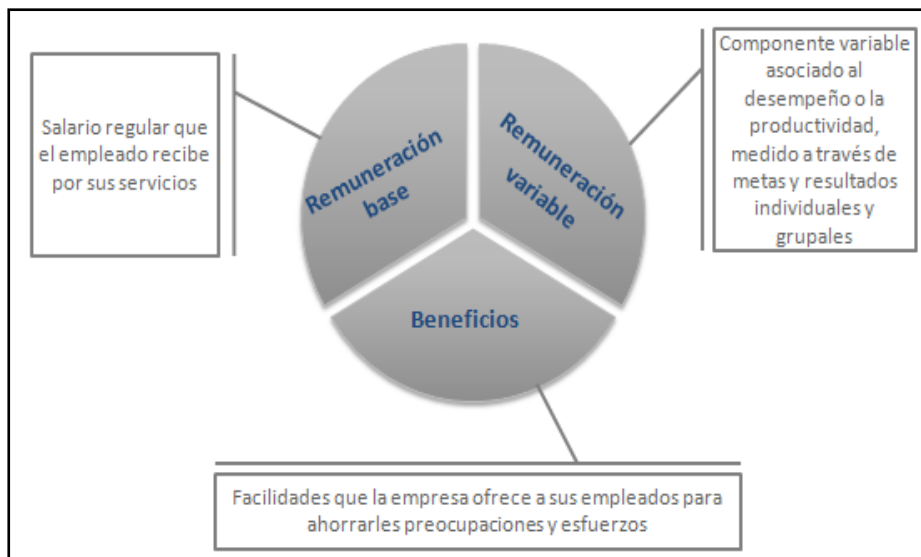 Salario regular que
el empleado recibe
por sus servicios
Remuneración
base
Remuneración
variable
Componente variable
asociado al
desempeño o la
productividad,
medido a través de
metas y resultados
individuales y
grupales
Beneficios
Facilidades que la empresa ofrece a sus empleados para
ahorrarles preocupaciones y esfuerzos